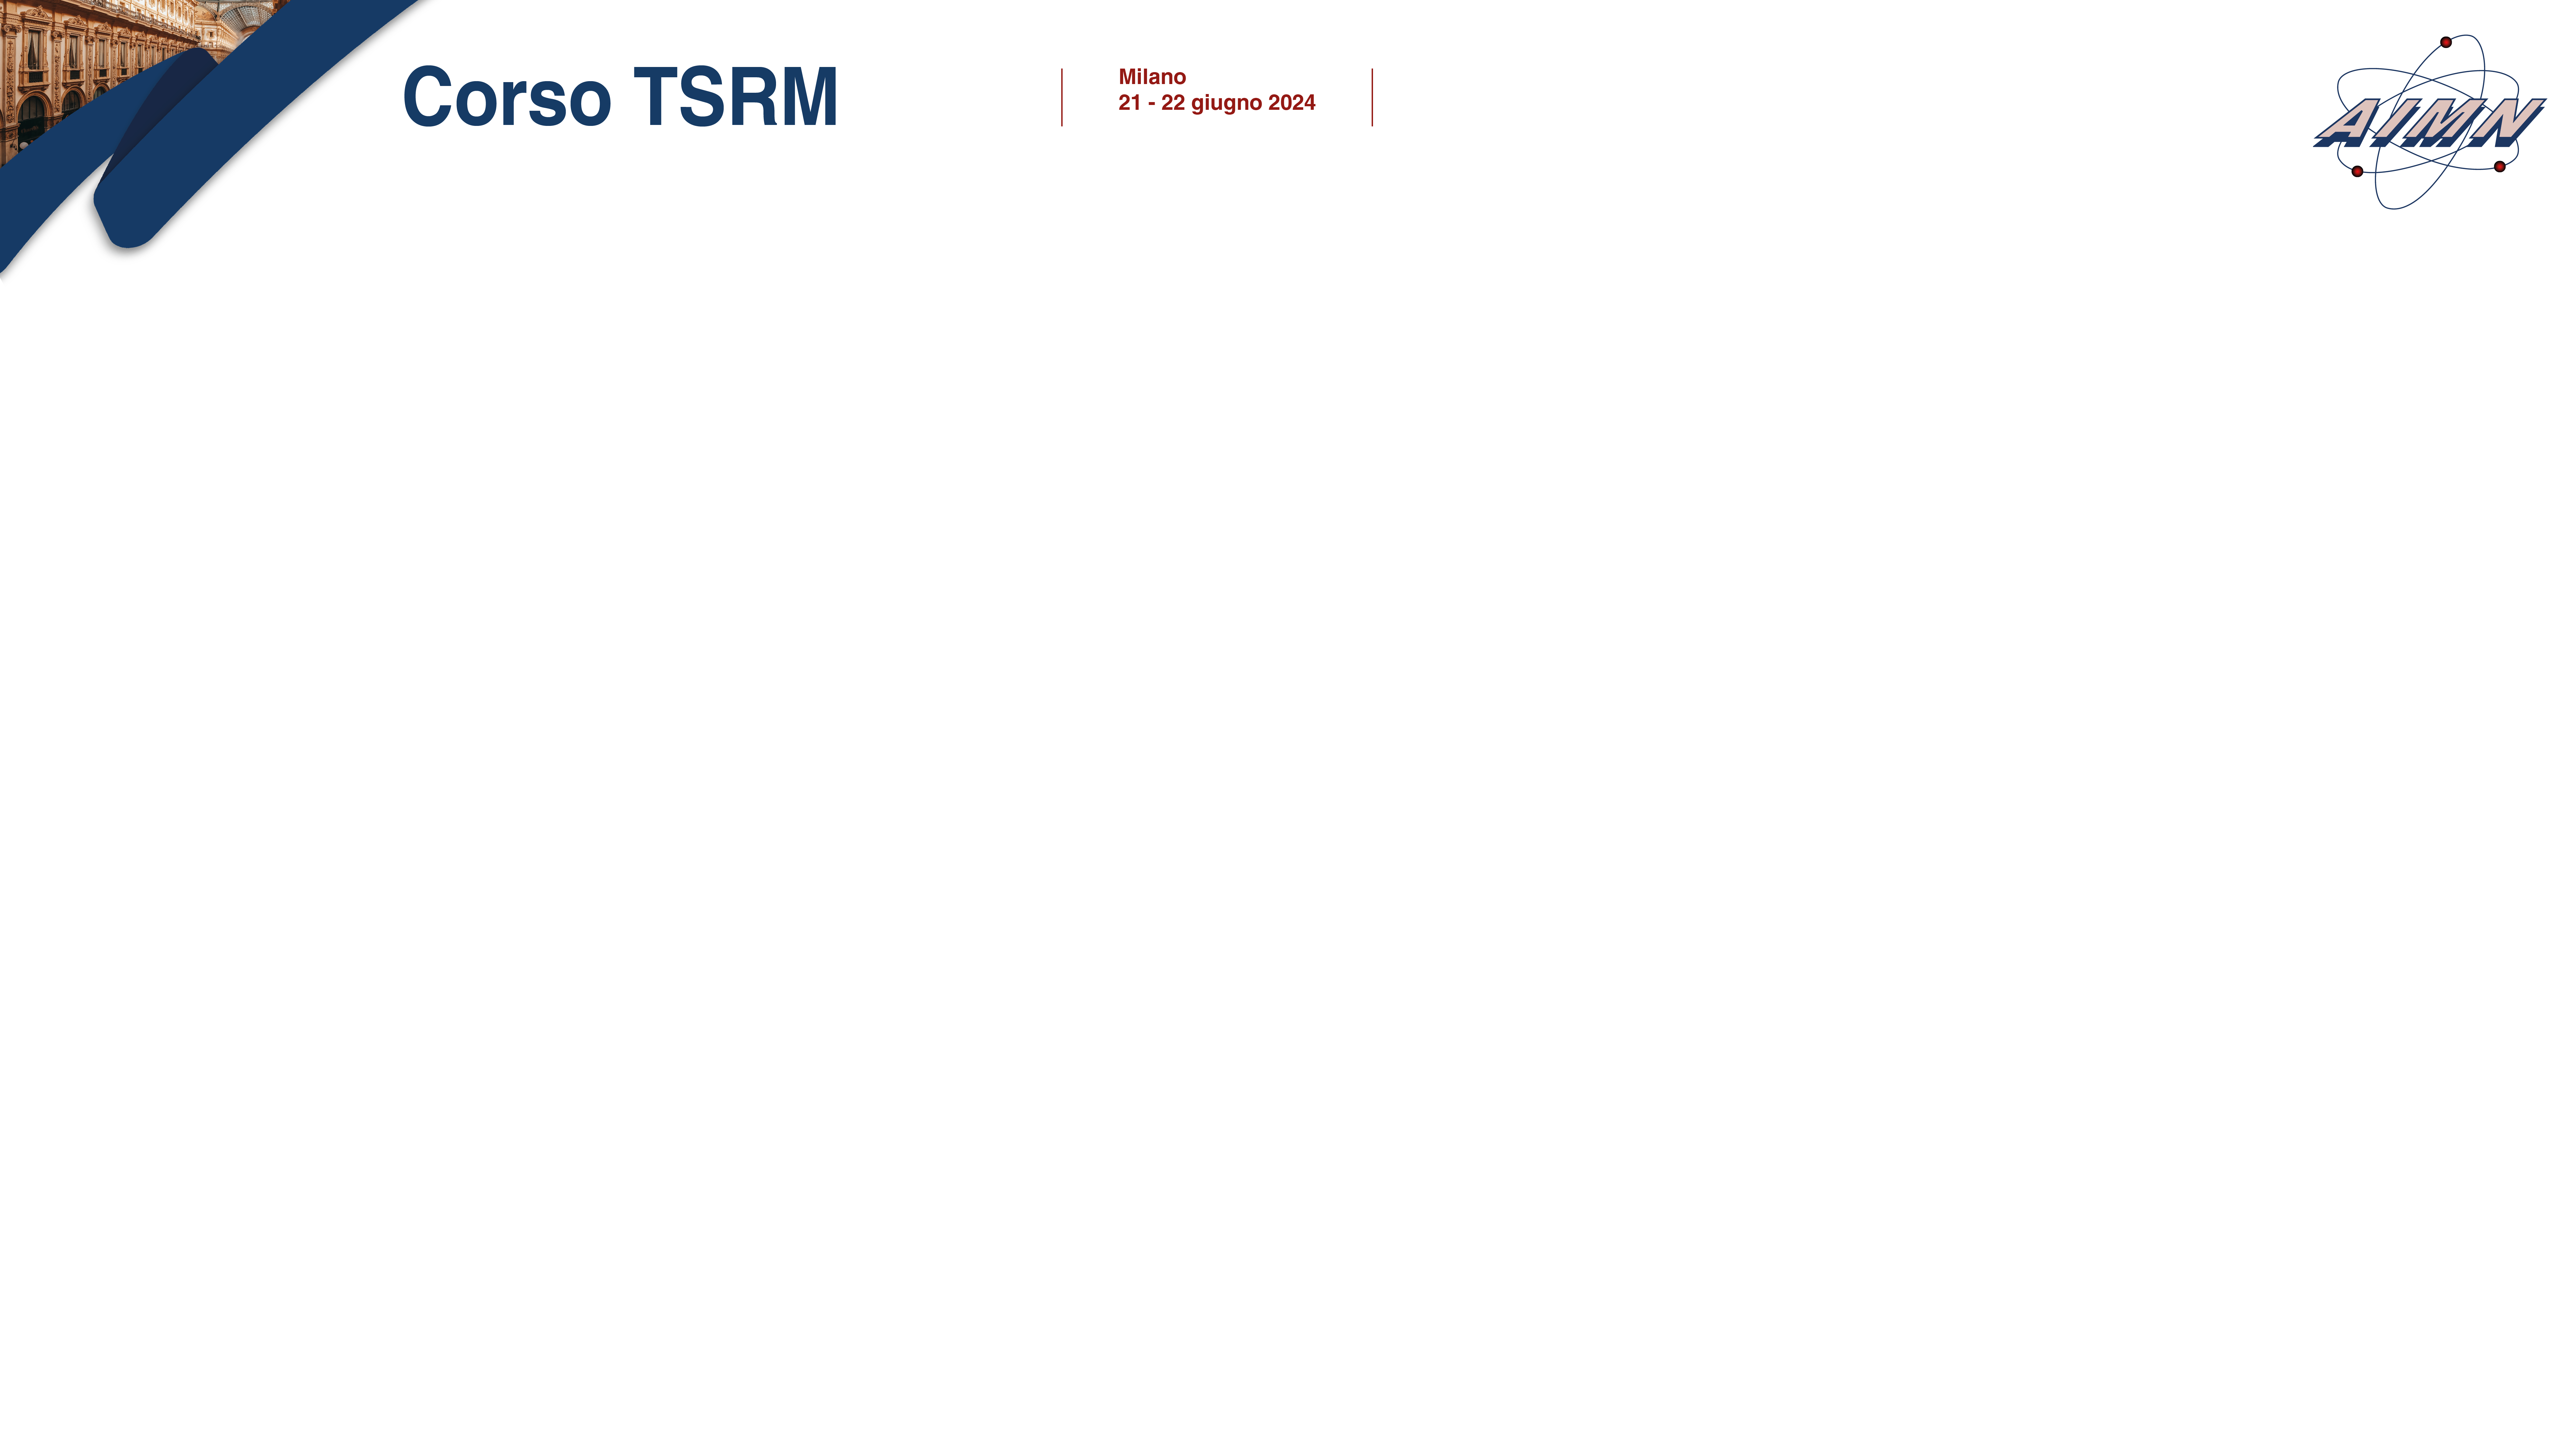 Corso TSRM
Milano
21 - 22 giugno 2024
AIMN